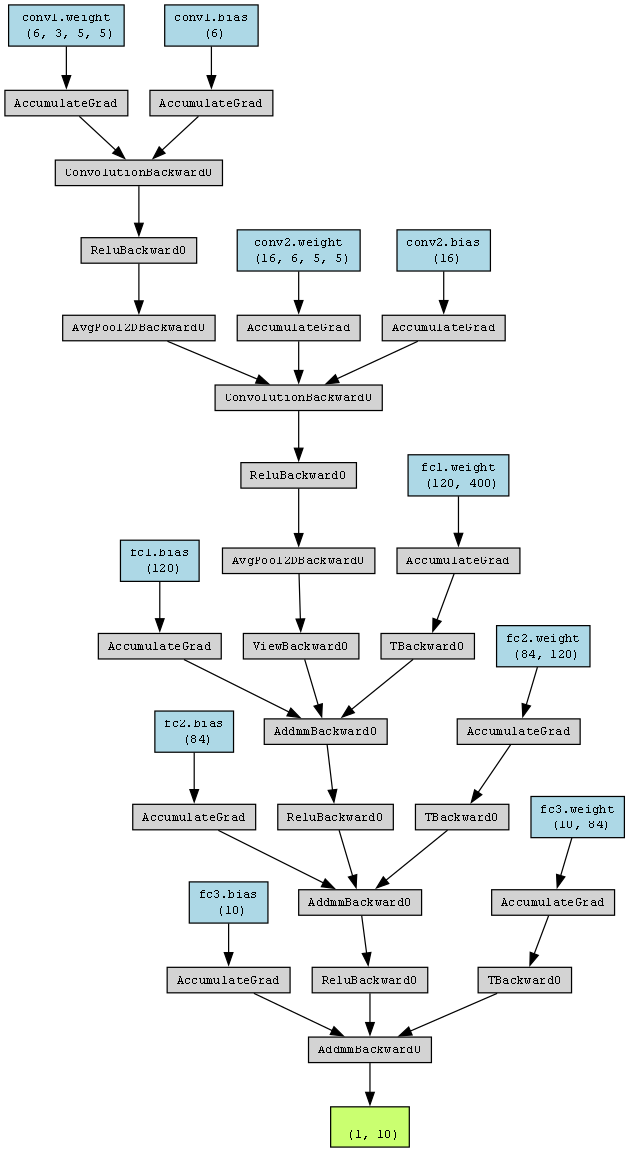 conv1.weight
(6, 3, 5, 5)
conv1.bias
(6)
AccumulateGrad
AccumulateGrad
ConvolutionBackward0
ReluBackward0
conv2.weight
(16, 6, 5, 5)
conv2.bias
(16)
AvgPool2DBackward0
AccumulateGrad
AccumulateGrad
ConvolutionBackward0
ReluBackward0
fc1.weight
(120, 400)
fc1.bias
(120)
AvgPool2DBackward0
AccumulateGrad
AccumulateGrad
ViewBackward0
TBackward0
fc2.weight
(84, 120)
fc2.bias
(84)
AddmmBackward0
AccumulateGrad
AccumulateGrad
ReluBackward0
TBackward0
fc3.weight
(10, 84)
fc3.bias
(10)
AddmmBackward0
AccumulateGrad
AccumulateGrad
ReluBackward0
TBackward0
AddmmBackward0
(1, 10)